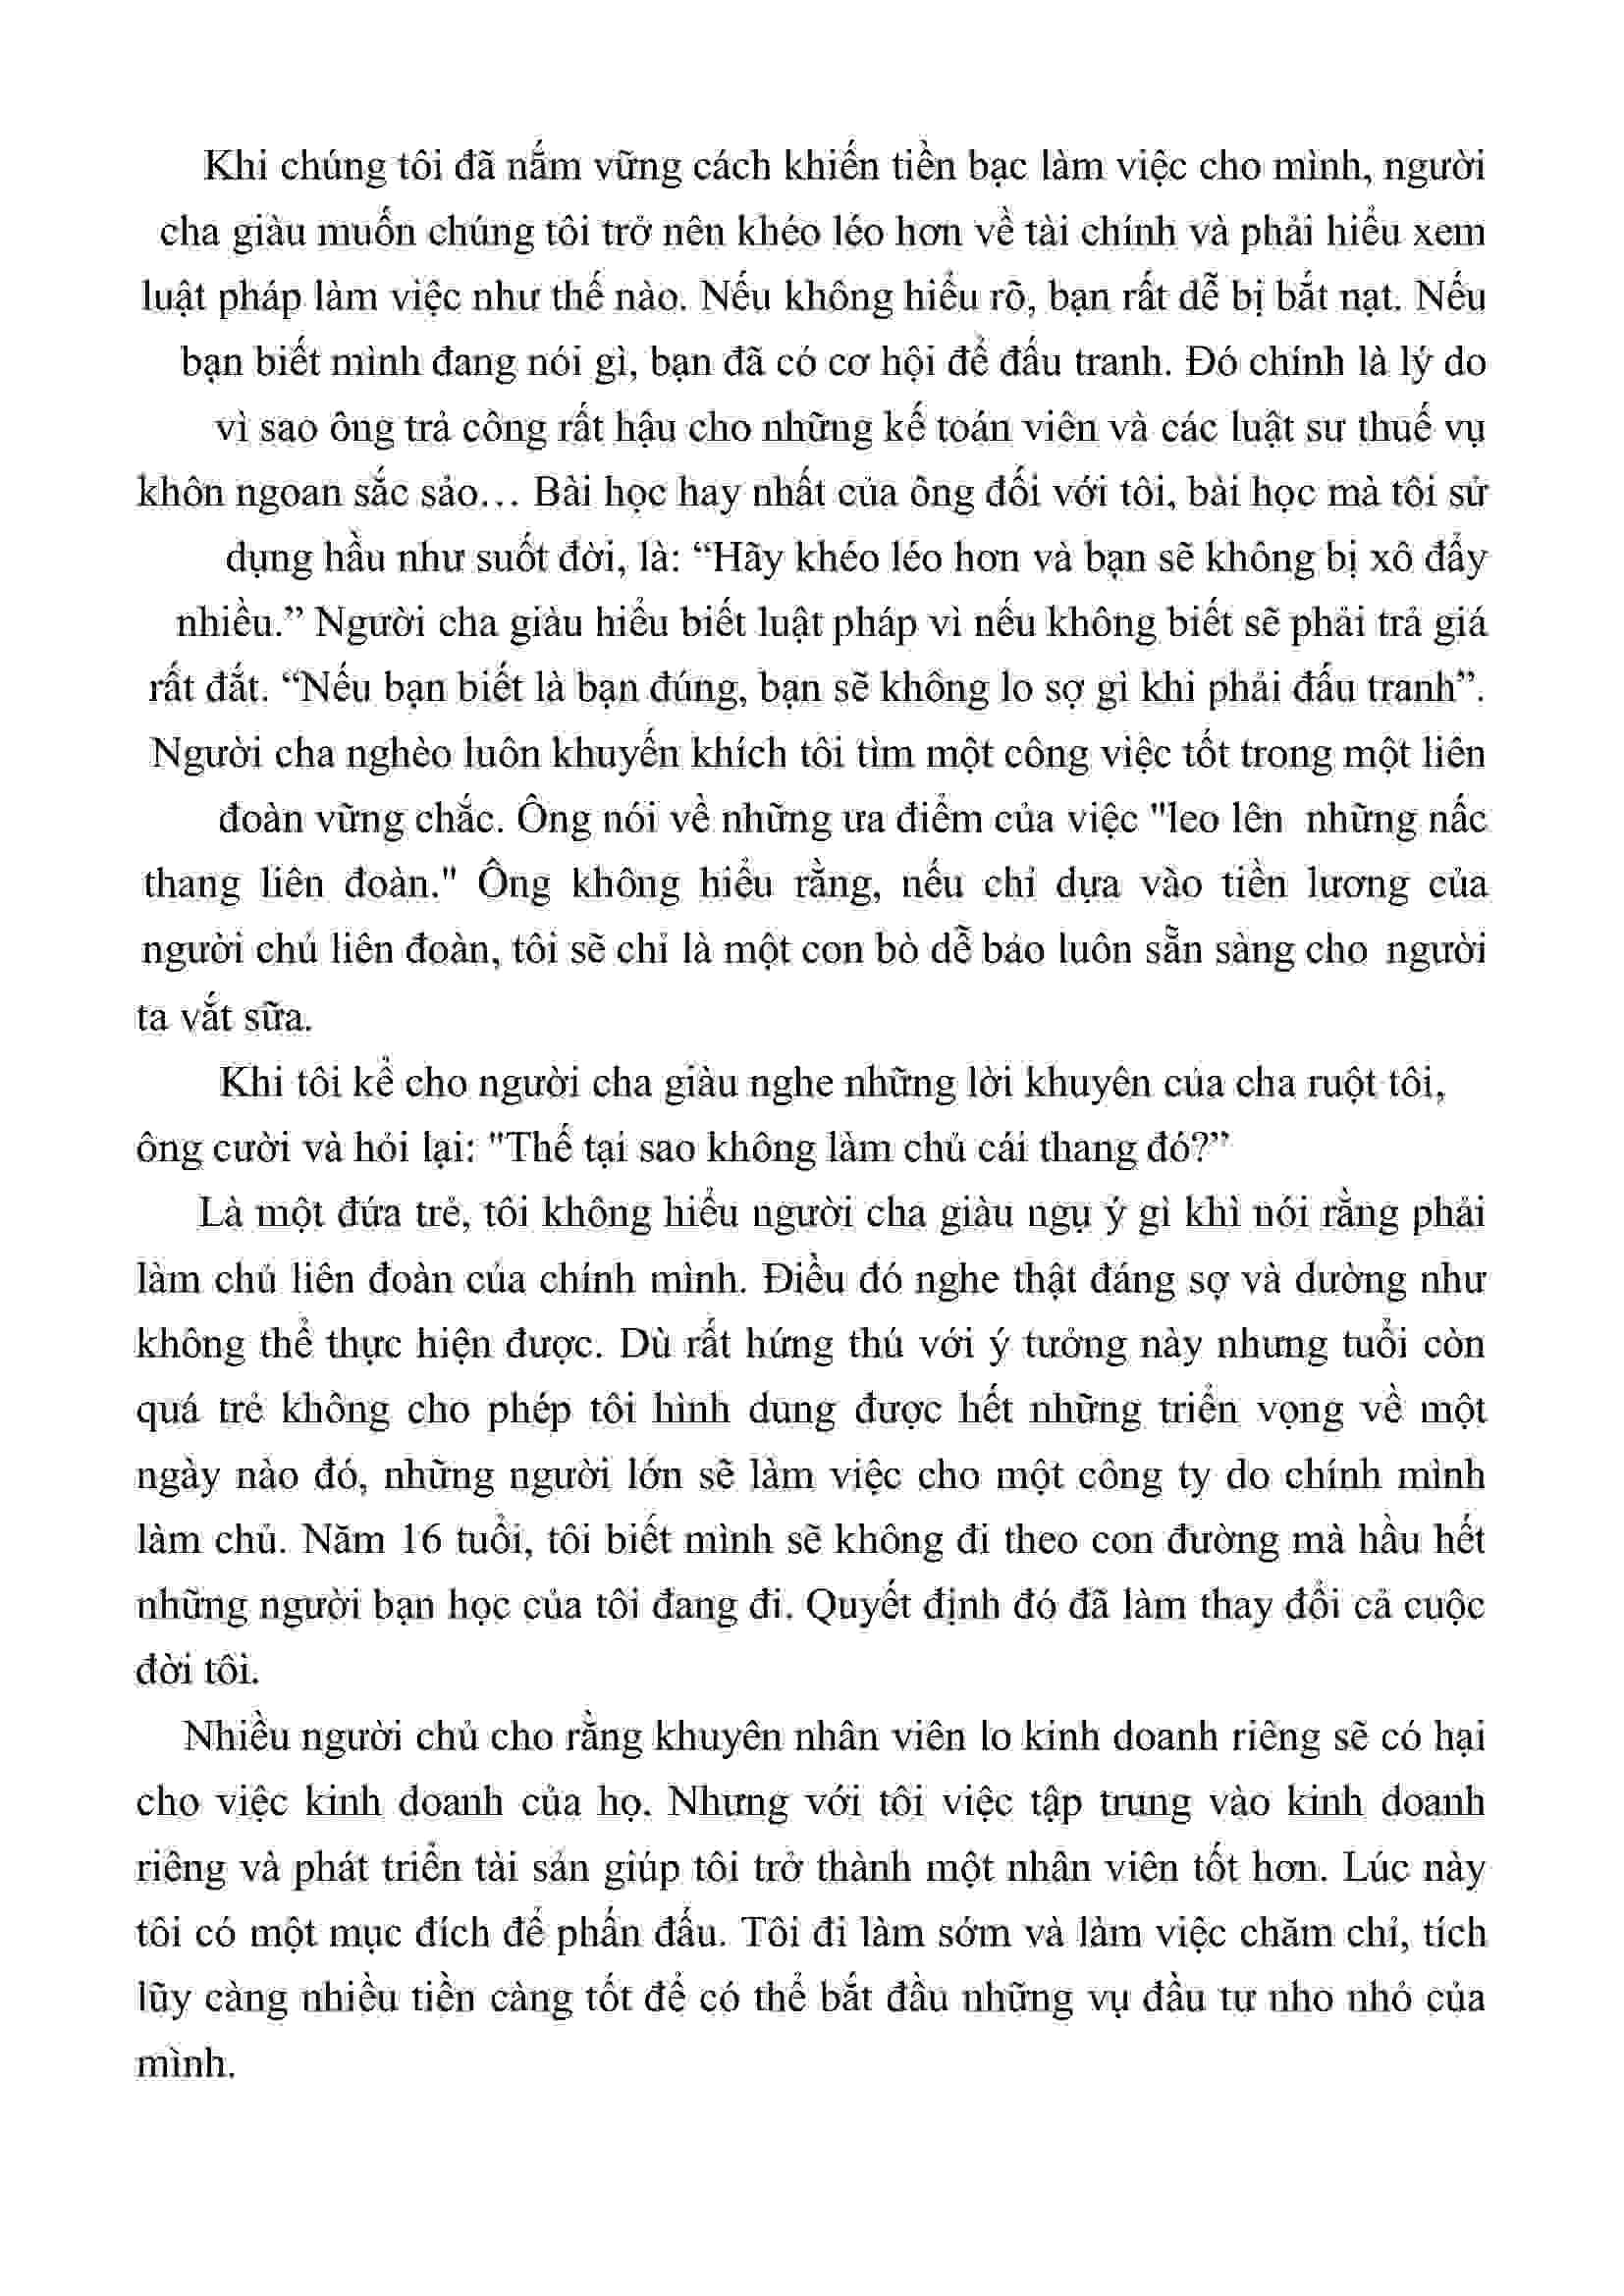 Khi chúng tôi đã nắm vững cách khiến tiền bạc làm việc cho mình, người
cha giàu muốn chúng tôi trở nên khéo léo hơn về tài chính và phải hiểu xem
luật pháp làm việc như thế nào. Nếu không hiểu rõ, bạn rất dễ bị bắt nạt. Nếu
bạn biết mình đang nói gì, bạn đã có cơ hội để đấu tranh. Đó chính là lý do
vì sao ông trả công rất hậu cho những kế toán viên và các luật sư thuế vụ
khôn ngoan sắc sảo… Bài học hay nhất của ông đối với tôi, bài học mà tôi sử
dụng hầu như suốt đời, là: “Hãy khéo léo hơn và bạn sẽ không bị xô đẩy
nhiều.” Người cha giàu hiểu biết luật pháp vì nếu không biết sẽ phải trả giá
rất đắt. “Nếu bạn biết là bạn đúng, bạn sẽ không lo sợ gì khi phải đấu tranh”.
Người cha nghèo luôn khuyến khích tôi tìm một công việc tốt trong một liên
đoàn vững chắc. Ông nói về những ưa điểm của việc "leo lên những nấc
thang liên đoàn." Ông không hiểu rằng, nếu chỉ dựa vào tiền lương của
người chủ liên đoàn, tôi sẽ chỉ là một con bò dễ bảo luôn sẵn sàng cho người
ta vắt sữa.
Khi tôi kể cho người cha giàu nghe những lời khuyên của cha ruột tôi,
ông cười và hỏi lại: "Thế tại sao không làm chủ cái thang đó?”
Là một đứa trẻ, tôi không hiểu người cha giàu ngụ ý gì khì nói rằng phải
làm chủ liên đoàn của chính mình. Điều đó nghe thật đáng sợ và dường như
không thể thực hiện được. Dù rất hứng thú với ý tưởng này nhưng tuổi còn
quá trẻ không cho phép tôi hình dung được hết những triển vọng về một
ngày nào đó, những người lớn sẽ làm việc cho một công ty do chính mình
làm chủ. Năm 16 tuổi, tôi biết mình sẽ không đi theo con đường mà hầu hết
những người bạn học của tôi đang đi. Quyết định đó đã làm thay đổi cả cuộc
đời tôi.
Nhiều người chủ cho rằng khuyên nhân viên lo kinh doanh riêng sẽ có hại
cho việc kinh doanh của họ. Nhưng với tôi việc tập trung vào kinh doanh
riêng và phát triển tài sản giúp tôi trở thành một nhân viên tốt hơn. Lúc này
tôi có một mục đích để phấn đấu. Tôi đi làm sớm và làm việc chăm chỉ, tích
lũy càng nhiều tiền càng tốt để có thể bắt đầu những vụ đầu tự nho nhỏ của
mình.